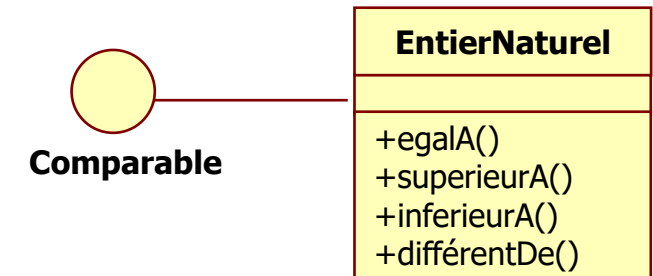 EntierNaturel
Comparable
+egalA()
+superieurA()
+inferieurA()
+différentDe()